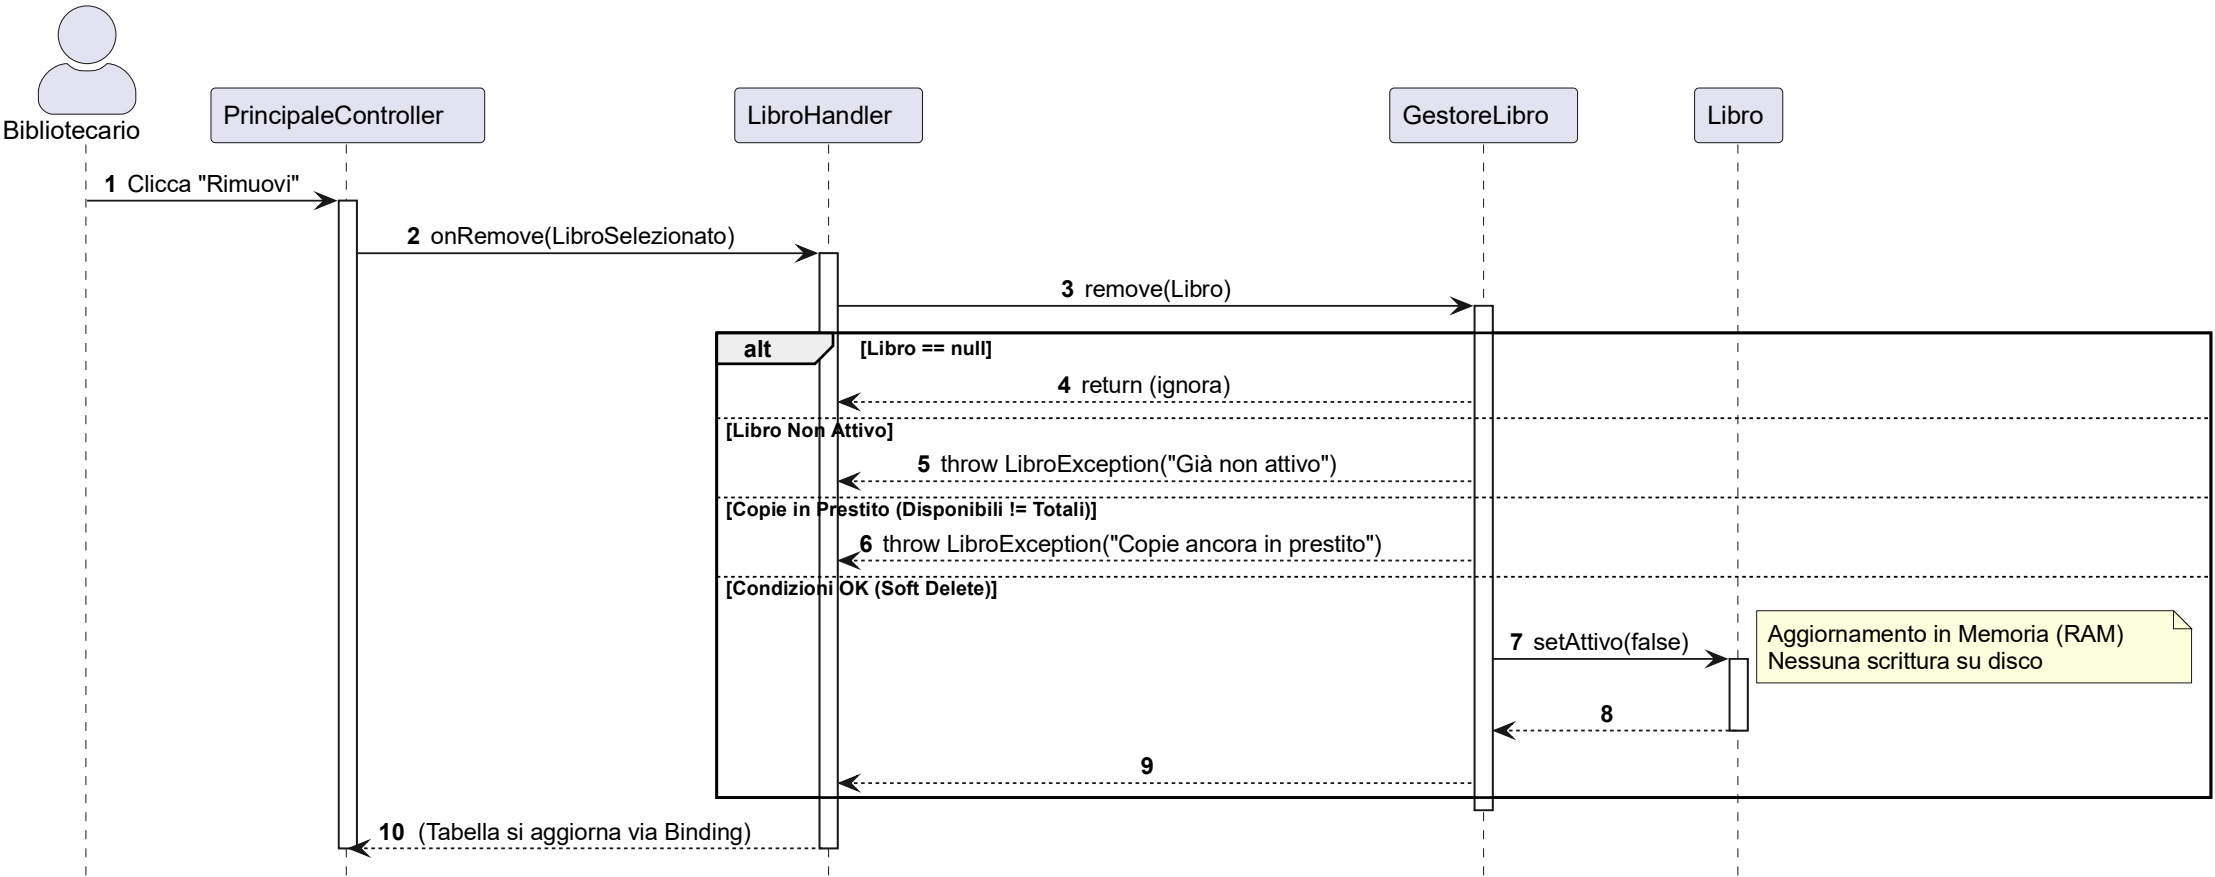 Bibliotecario
PrincipaleController
LibroHandler
GestoreLibro
Libro
1 Clicca "Rimuovi"
2 onRemove(LibroSelezionato)
3 remove(Libro)
alt [Libro == null]
4 return (ignora)
[Libro Non Attivo]
5 throw LibroException("Già non attivo")
[Copie in Prestito (Disponibili != Totali)]
6 throw LibroException("Copie ancora in prestito")
[Condizioni OK (Soft Delete)]
7 setAttivo(false)
Aggiornamento in Memoria (RAM)
Nessuna scrittura su disco
8
9
10 (Tabella si aggiorna via Binding)